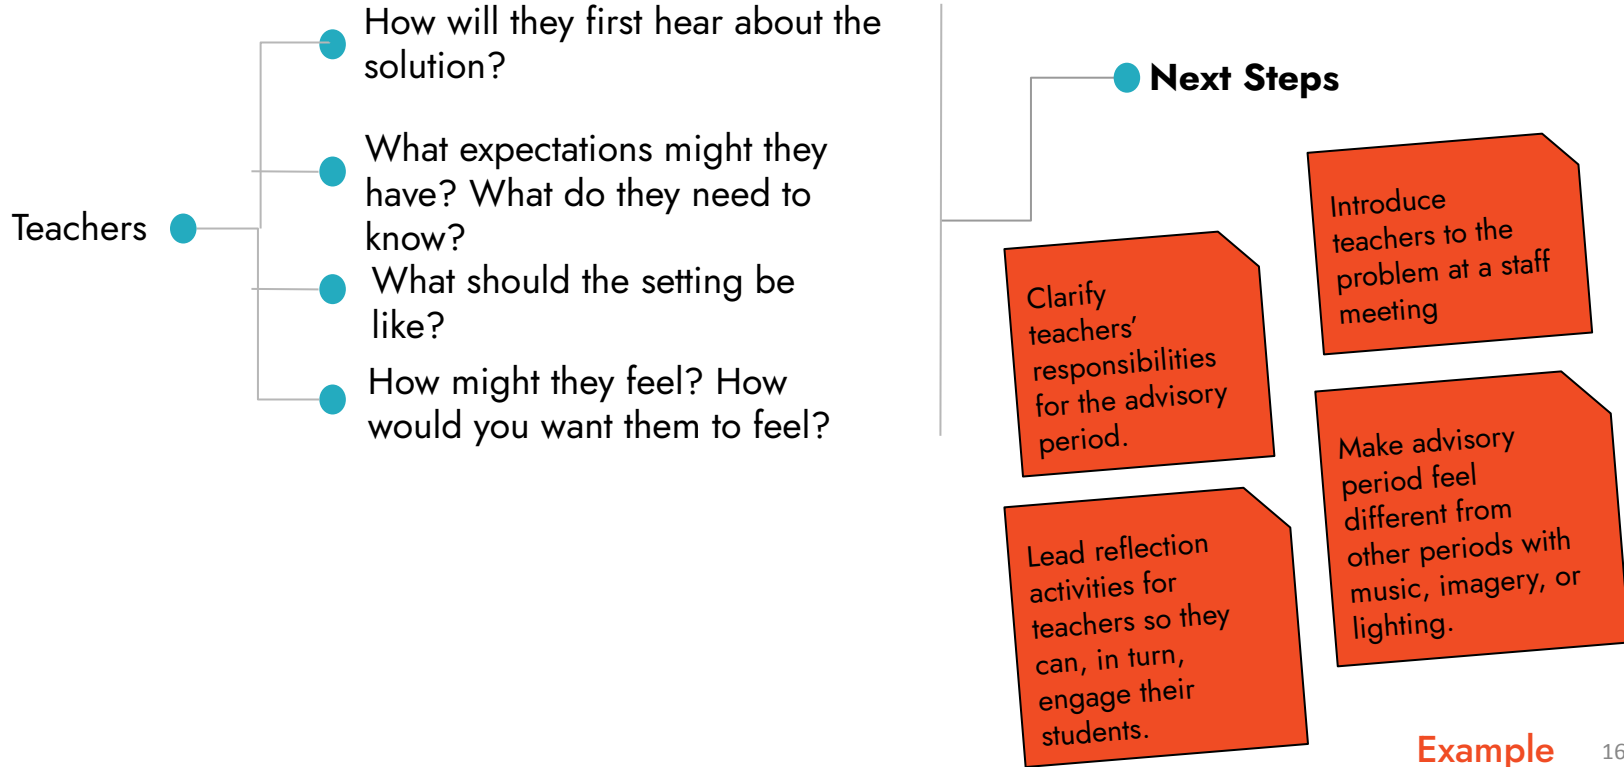 Teachers
How will they first hear about the
solution?
What expectations might they
have? What do they need to
know?
What should the setting be
like?
How might they feel? How
would you want them to feel?
Next Steps
Introduce
teachers to the
problem at a staff
meeting
Clarify
teachers’
responsibilities
for the advisory
period.
Make advisory
period feel
different from
other periods with
music, imagery, or
lighting.
Lead reflection
activities for
teachers so they
can, in turn,
engage their
students.
Example
16